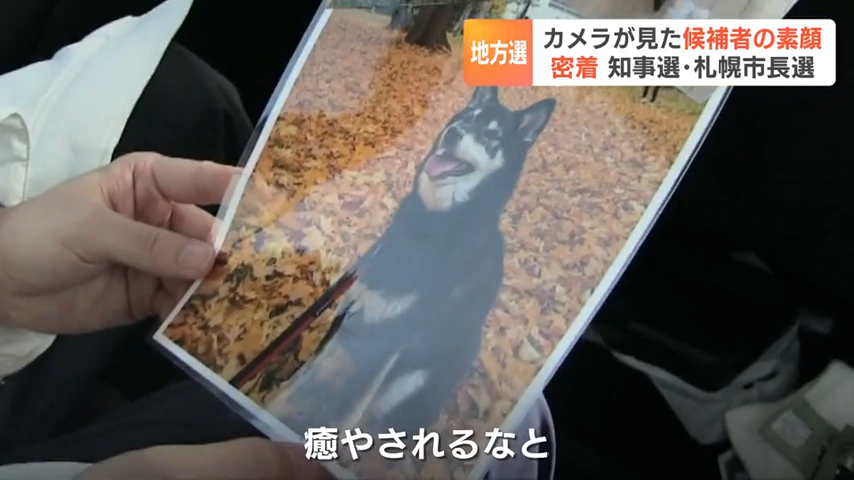 地方選
カメラが見た候補者の素顔
密着 知事選・札幌市長選
癒やされるなと